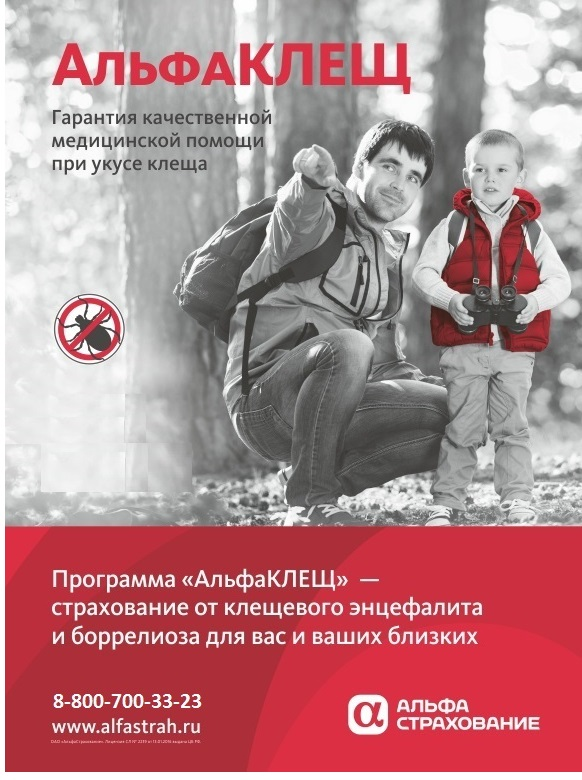 АльфаКЛЕЩ
Гарантия качественной
медицинской помощи
при укусе клеща
Программа «АльфаКЛЕЩ» —
страхование от клещевого энцефалита
и боррелиоза для вас и ваших близких
8-800-700-33-23
www.alfastrah.ru
α АЛЬФА
СТРАХОВАНИЕ